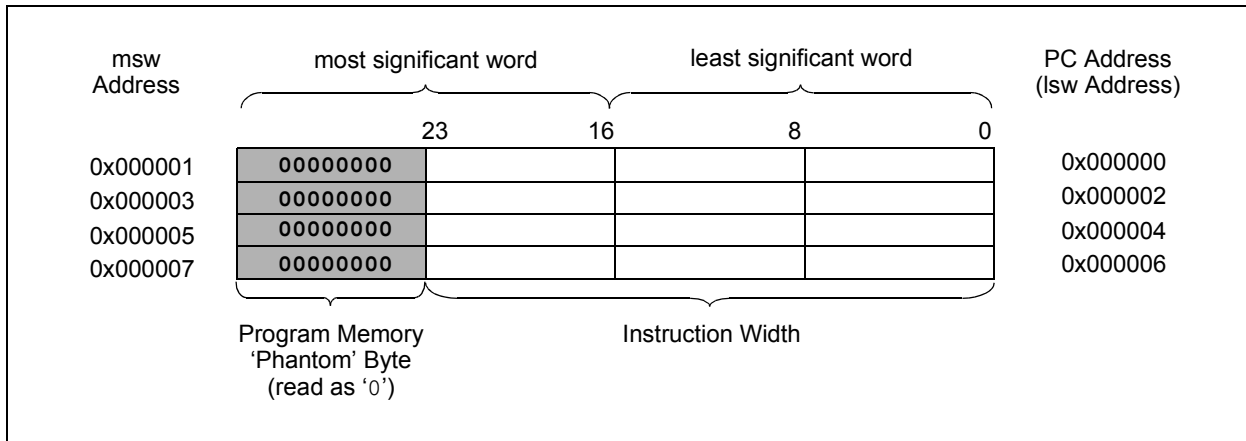 msw most significant word least significant word PC Address
Address (lsw Address)
23 16 8 0
0x000001 00000000 0x000000
0x000003 00000000 0x000002
0x000005 00000000 0x000004
0x000007 00000000 0x000006
Program Memory Instruction Width
‘Phantom’ Byte
(read as ‘0’)